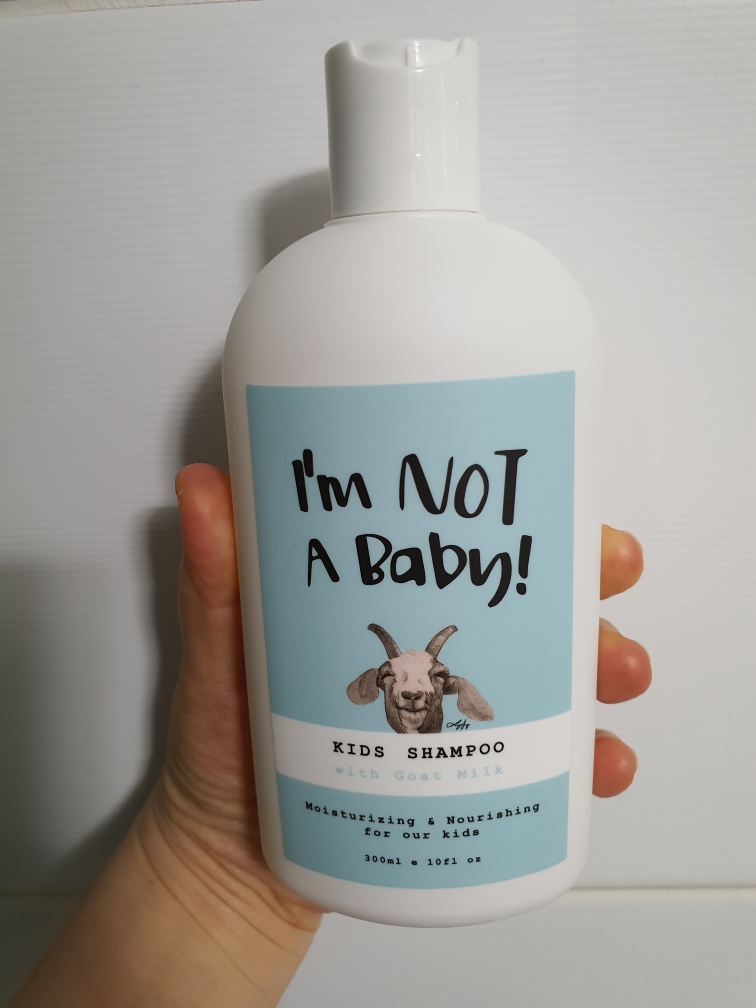 I'm NOT
A Baby!
KIDS SHAMPOO
with Goat Milk
Moisturizing & Nourishing
for our kids
300ml e 10fl oz